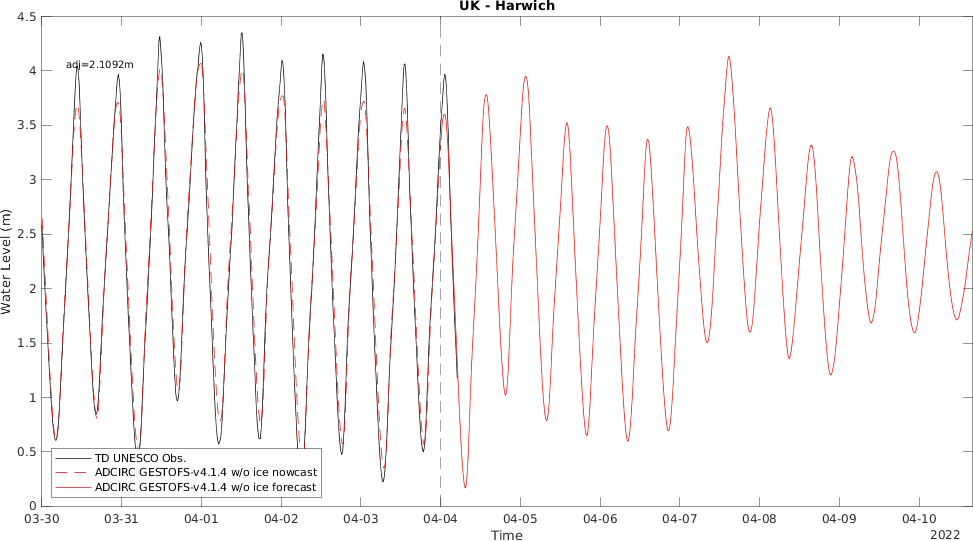 UK - Harwich
4.5
4
3.5
3
2.5
2
1.5
1
0.5
0
Water Level (m)
adj=2.1092m
TD UNESCO Obs.
ADCIRC GESTOFS-v4.1.4 w/o ice nowcast
ADCIRC GESTOFS-v4.1.4 w/o ice forecast
03-30 03-31 04-01 04-02 04-03 04-04 04-05 04-06 04-07 04-08 04-09 04-10
Time
2022